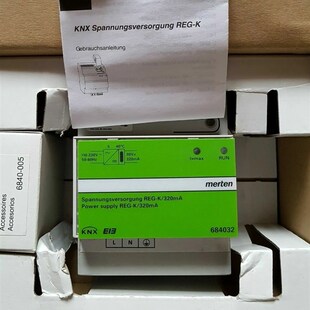 KNX Spannungsversorgung REG-K
Gebrauchsanleitung
Accessoires
Accesorios
6840-005
RUN
merten
Spannungsversorgung REG-K/320mA
Power supply REG-K/320mA
KNX EIB
684032
L N